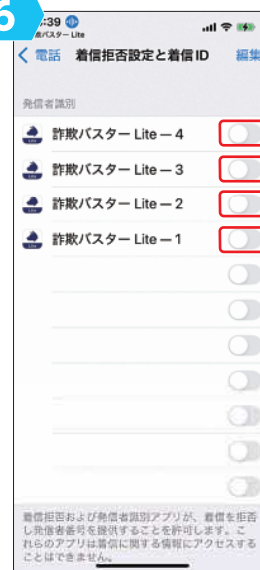 6
:39
詐欺バスター Lite
電話 着信拒否設定と着信ID 編集
発信者識別
詐欺バスター Lite — 4
詐欺バスター Lite — 3
詐欺バスター Lite — 2
詐欺バスター Lite — 1
着信拒否および発信者識別アプリが、着信を拒否
し発信者番号を提供することを許可します。こ
れらのアプリは着信に関する情報にアクセスする
ことはできません。